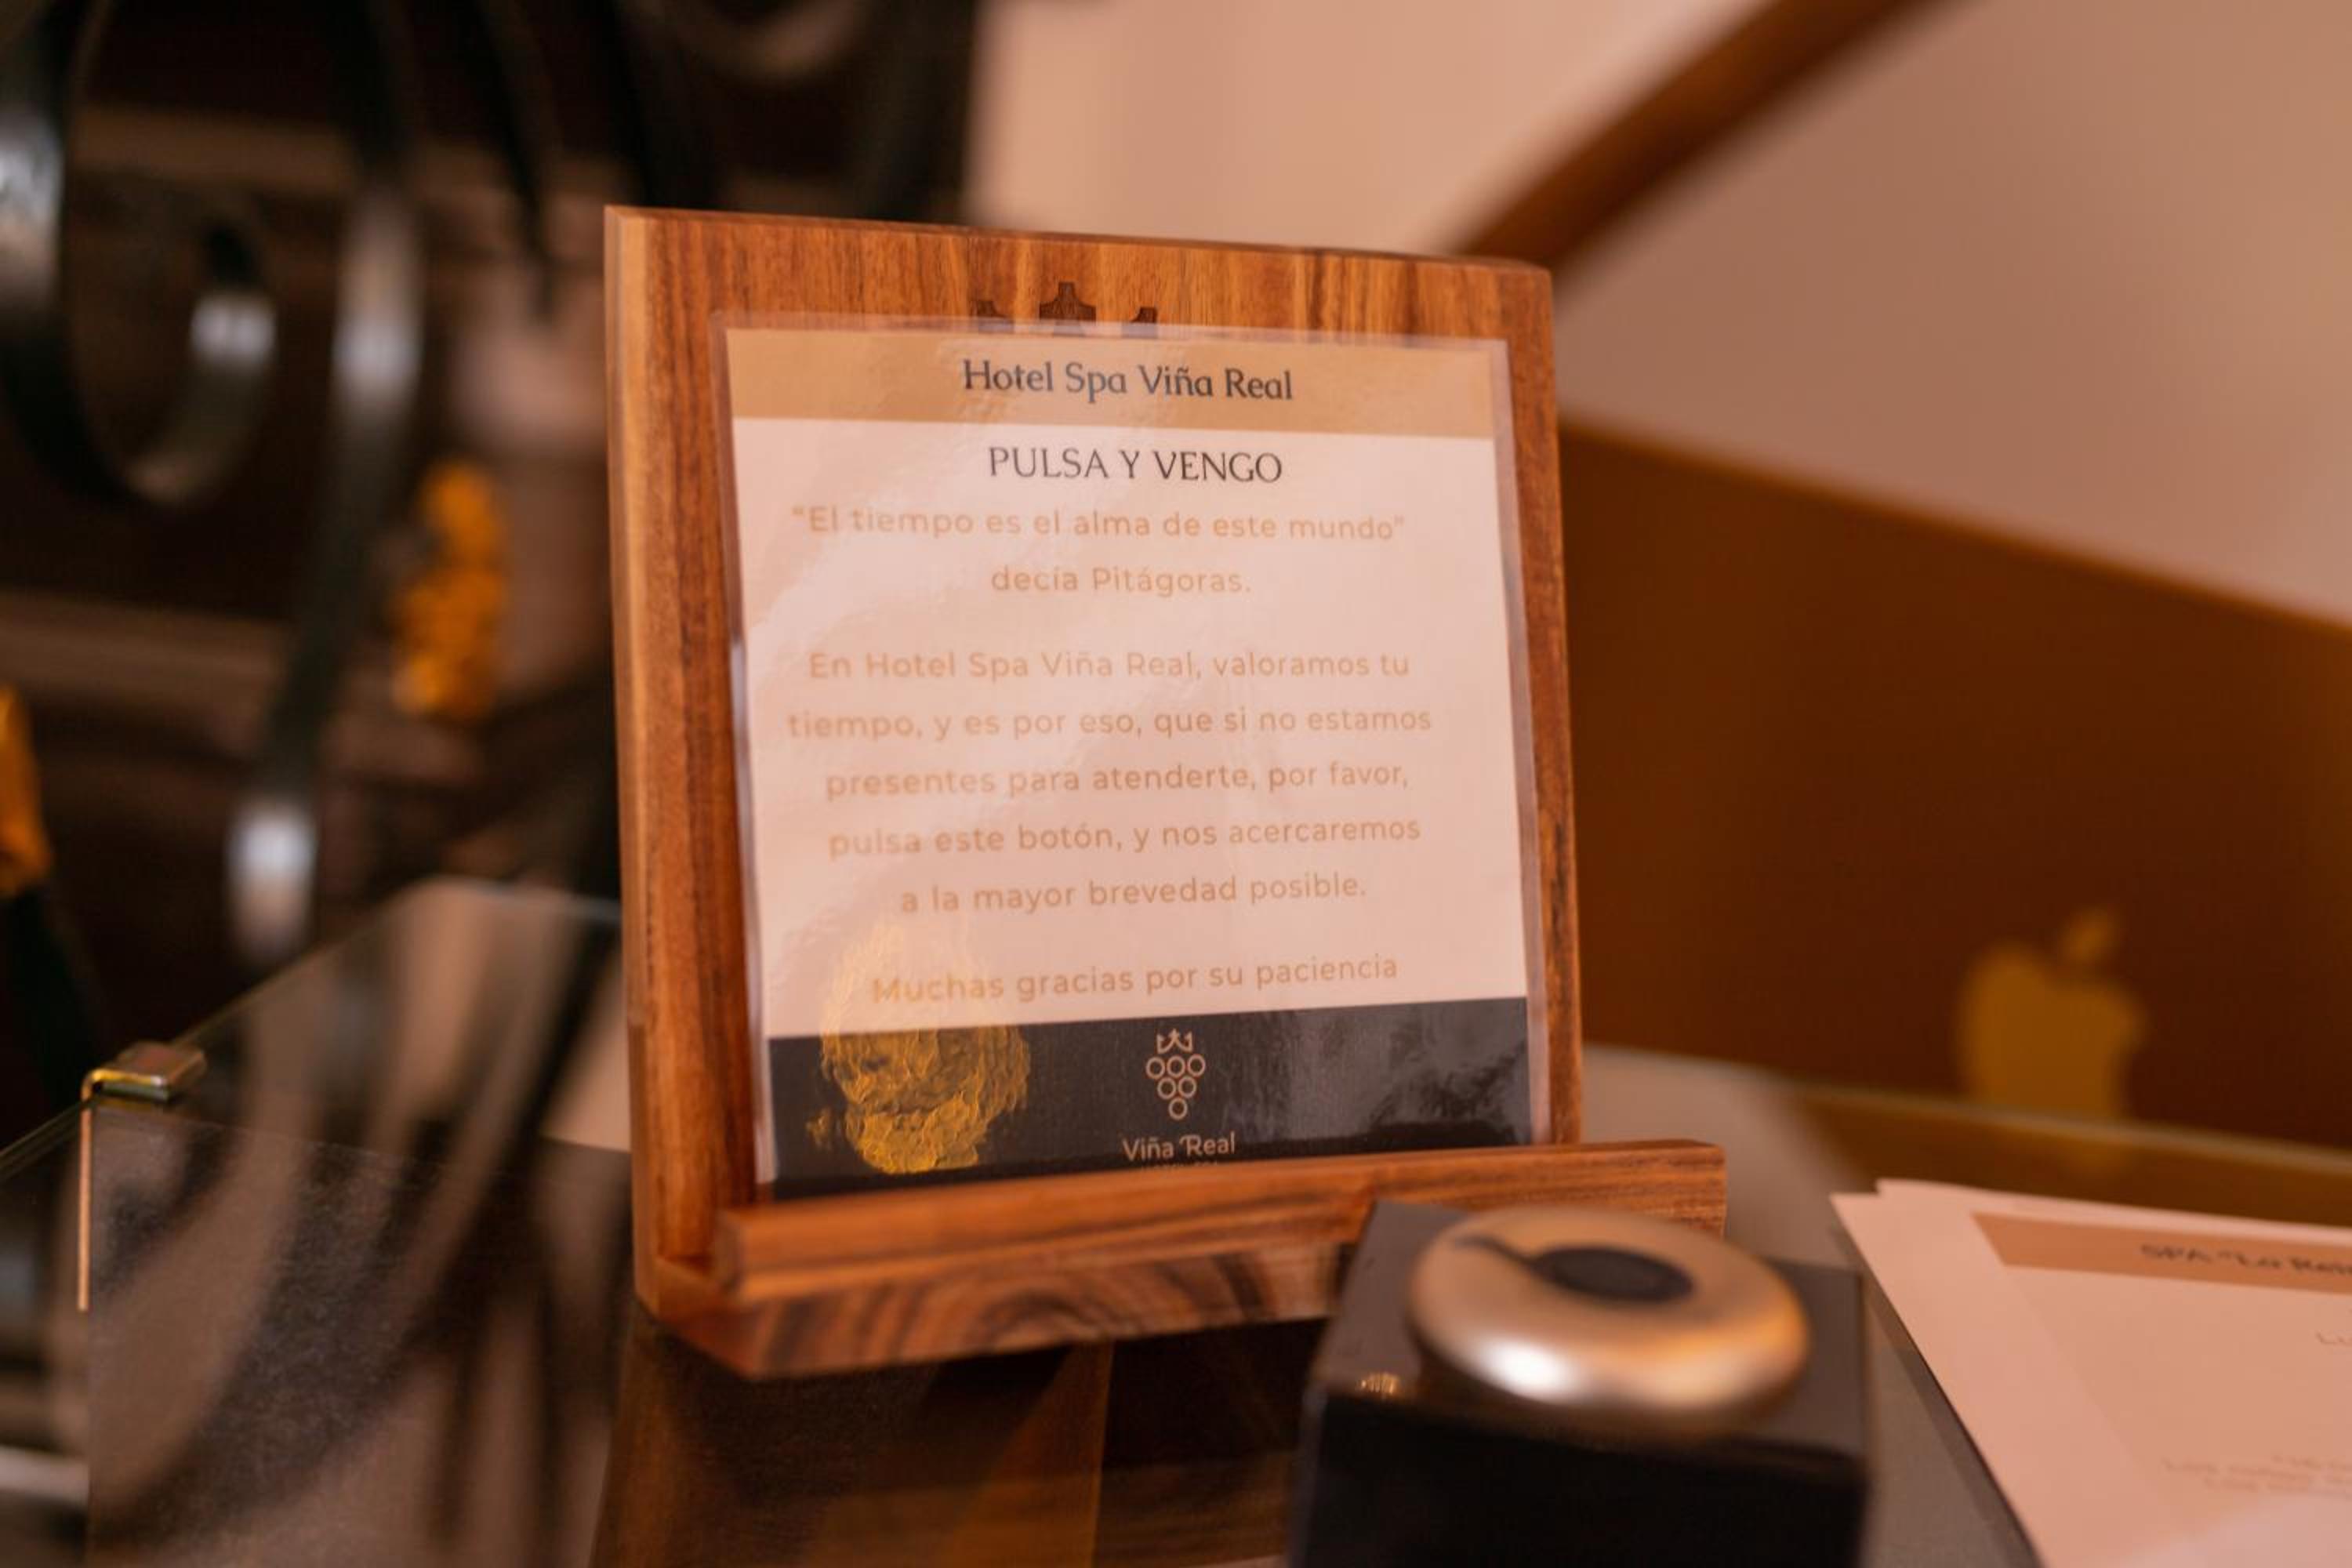 Hotel Spa Viña Real
PULSA Y VENGO
“El tiempo es el alma de este mundo”
decía Pitágoras.
En Hotel Spa Viña Real, valoramos tu
tiempo, y es por eso, que si no estamos
presentes para atenderte, por favor,
pulsa este botón, y nos acercaremos
a la mayor brevedad posible.
Muchas gracias por su paciencia
Viña Real
SPA "La